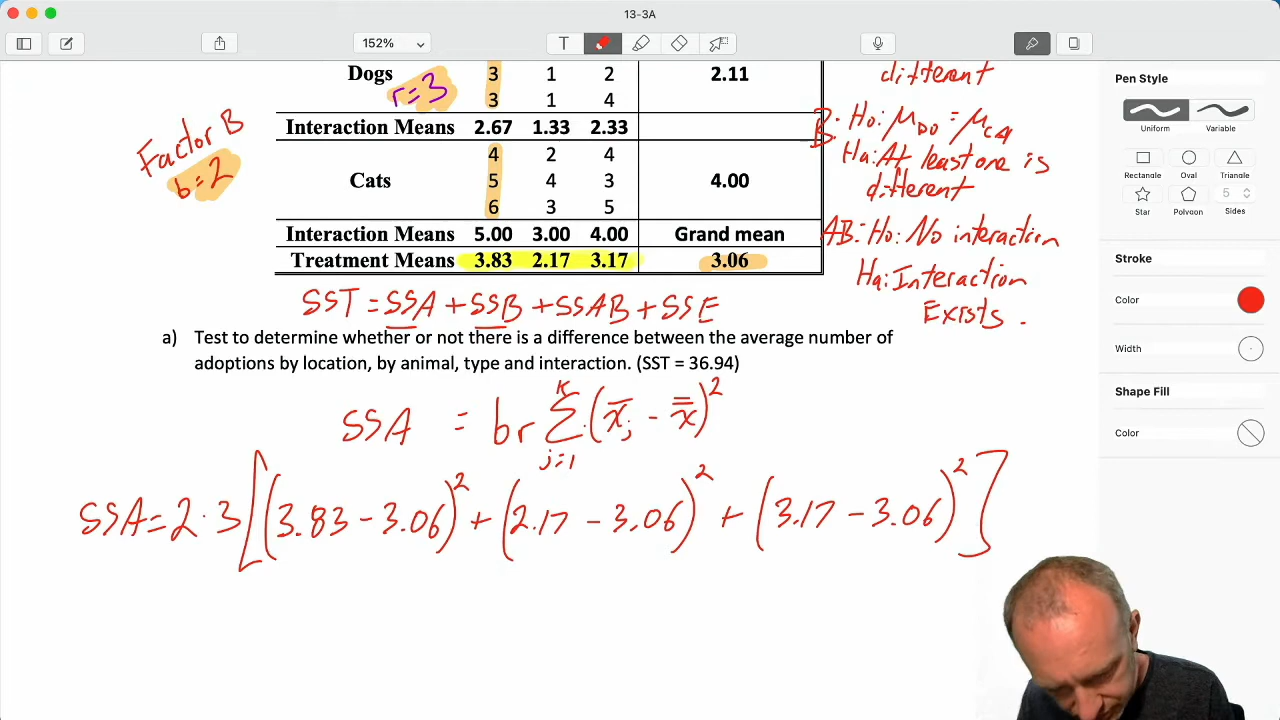 13-3A
152%
T
Dogs 3 1 2 2.11
r=3 3 1 4
Interaction Means 2.67 1.33 2.33
4 2 4
Cats 5 4 3 4.00
6 3 5
Interaction Means 5.00 3.00 4.00 Grand mean
Treatment Means 3.83 2.17 3.17 3.06
Factor B
b=2
different
B: Ho: μDO = μCA
Ha: At least one is
different
AB: Ho: No interaction
Ha: Interaction
Exists.
SST = SSA + SSB + SSAB + SSE
a) Test to determine whether or not there is a difference between the average number of
adoptions by location, by animal, type and interaction. (SST = 36.94)
SSA = br Σ_{j=1}^{k} (x̄j - x̿)²
SSA = 2·3[(3.83 - 3.06)² + (2.17 - 3.06)² + (3.17 - 3.06)²]
Pen Style
Uniform Variable
Rectangle Oval Triangle
5
Star Polygon Sides
Stroke
Color
Width
Shape Fill
Color